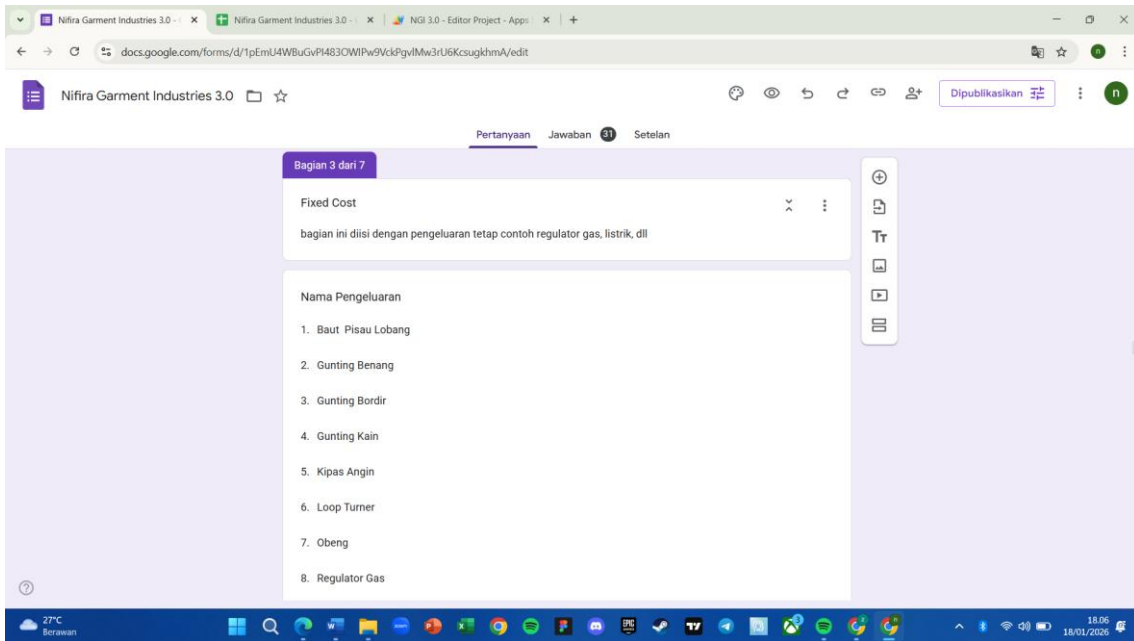 Nifira Garment Industries 3.0 -
Nifira Garment Industries 3.0 -
NGI 3.0 - Editor Project - Apps
docs.google.com/forms/d/1pEmU4WBuGvPl483OWIPw9VckPgvlMw3rU6KcsugkhmA/edit
Nifira Garment Industries 3.0
Dipublikasikan
n
Pertanyaan Jawaban 31 Setelan
Bagian 3 dari 7
Fixed Cost
bagian ini diisi dengan pengeluaran tetap contoh regulator gas, listrik, dll
Nama Pengeluaran
1. Baut Pisau Lobang
2. Gunting Benang
3. Gunting Bordir
4. Gunting Kain
5. Kipas Angin
6. Loop Turner
7. Obeng
8. Regulator Gas
27°C
Berawan
18.06
18/01/2026